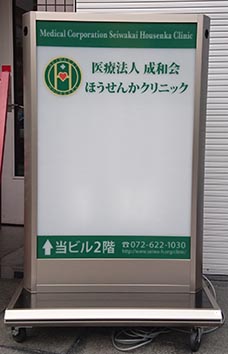 Medical Corporation Seiwakai Housenka Clinic
医療法人 成和会
ほうせんかクリニック
↑当ビル2階
☎072-622-1030